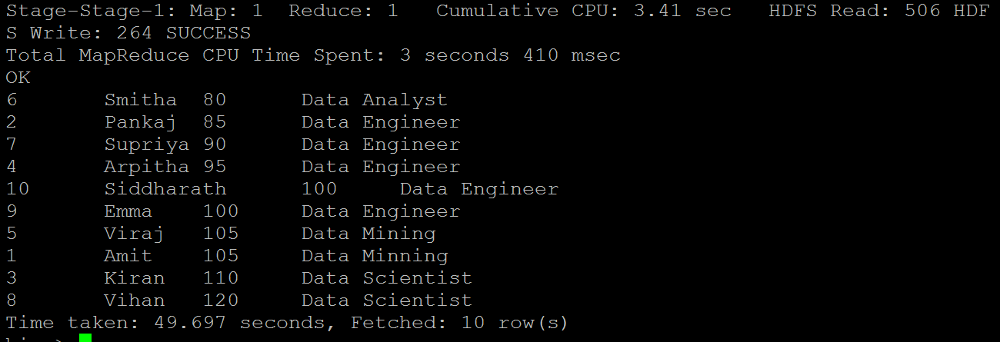 Stage-Stage-1: Map: 1  Reduce: 1   Cumulative CPU: 3.41 sec   HDFS Read: 506 HDF
S Write: 264 SUCCESS
Total MapReduce CPU Time Spent: 3 seconds 410 msec
OK
6       Smitha  80      Data Analyst
2       Pankaj  85      Data Engineer
7       Supriya 90      Data Engineer
4       Arpitha 95      Data Engineer
10      Siddharath      100     Data Engineer
9       Emma    100     Data Engineer
5       Viraj   105     Data Mining
1       Amit    105     Data Minning
3       Kiran   110     Data Scientist
8       Vihan   120     Data Scientist
Time taken: 49.697 seconds, Fetched: 10 row(s)